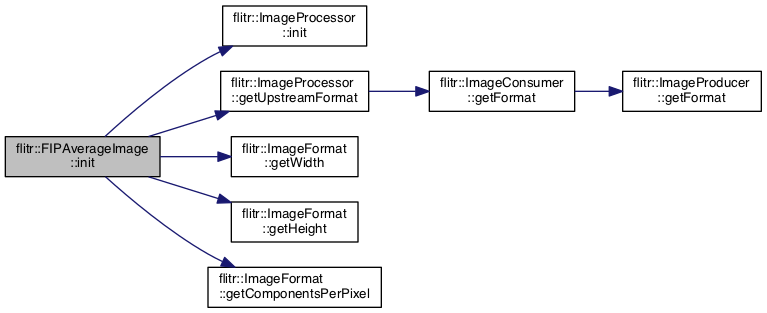 flitr::ImageProcessor
::init
flitr::ImageProcessor
::getUpstreamFormat
flitr::ImageConsumer
::getFormat
flitr::ImageProducer
::getFormat
flitr::FIPAverageImage
::init
flitr::ImageFormat
::getWidth
flitr::ImageFormat
::getHeight
flitr::ImageFormat
::getComponentsPerPixel